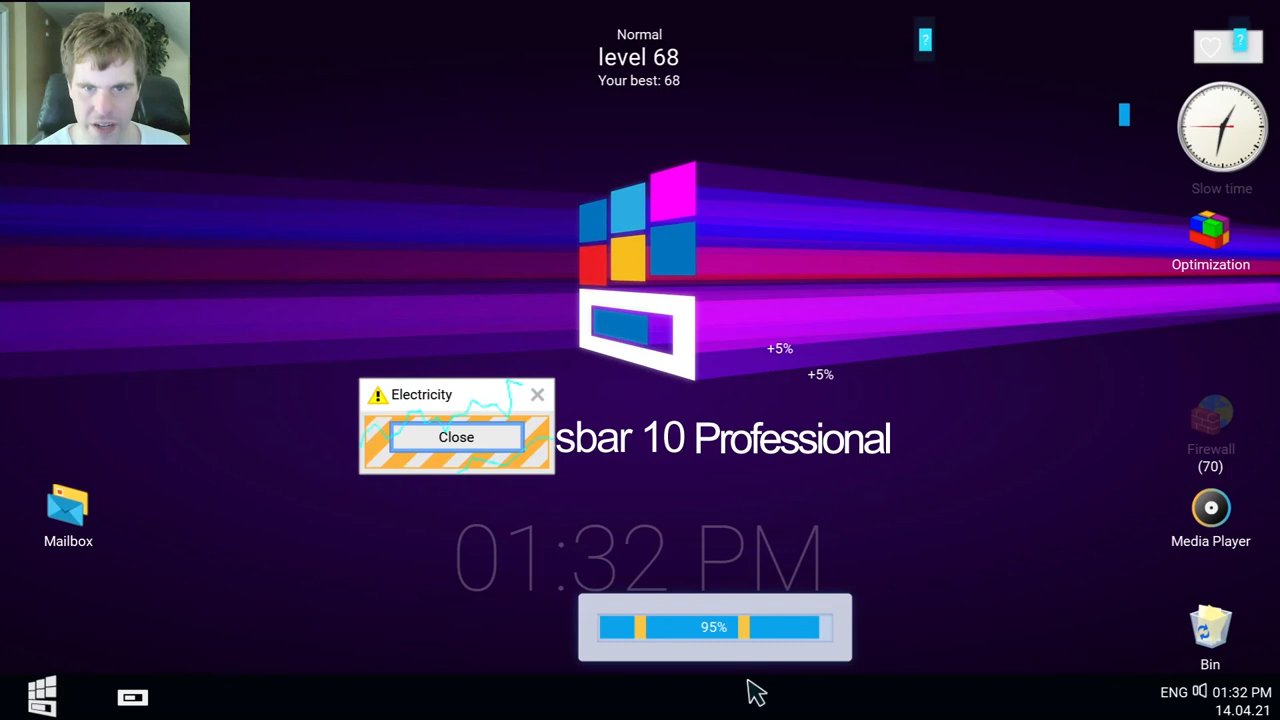 Normal
level 68
Your best: 68
?
?
Slow time
Optimization
+5%
+5%
Electricity
Close
sbar 10 Professional
Firewall
(70)
Mailbox
Media Player
01:32 PM
95%
Bin
ENG 01:32 PM
14.04.21